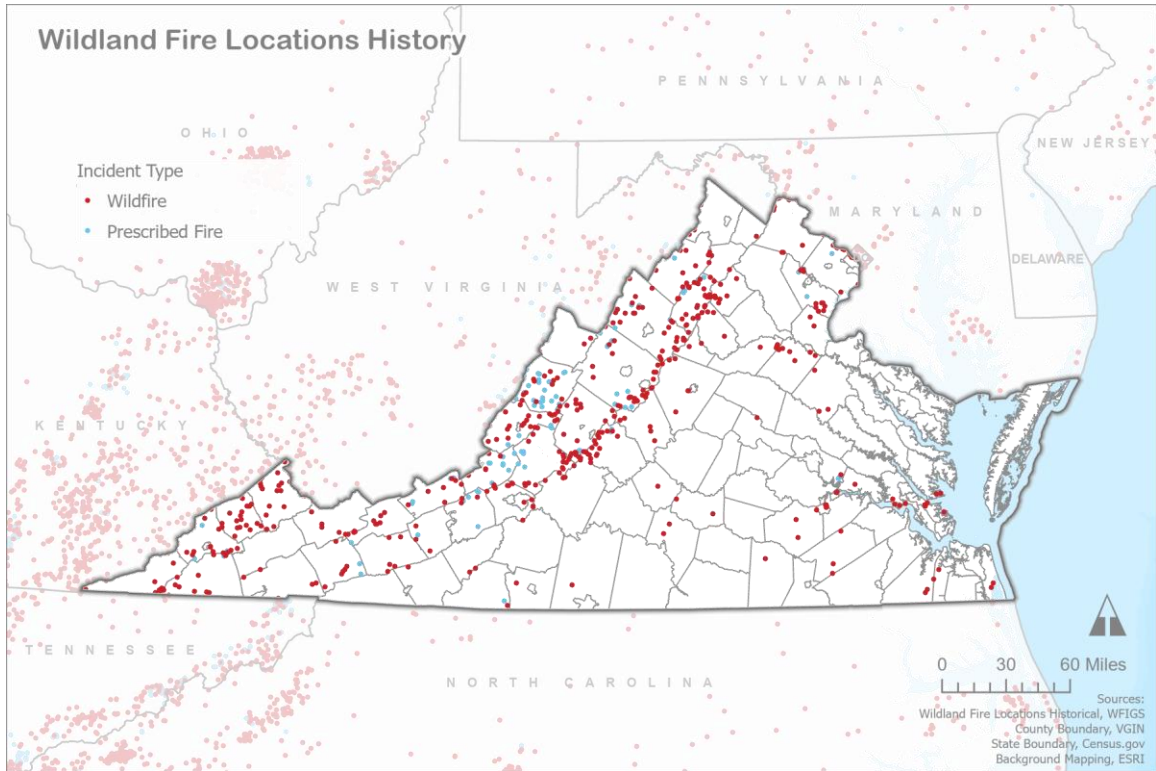 Wildland Fire Locations History
PENNSYLVANIA
OHIO
NEW JERSEY
Incident Type
Wildfire
Prescribed Fire
MARYLAND
DELAWARE
WEST VIRGINIA
KENTUCKY
TENNESSEE
NORTH CAROLINA
0 30 60 Miles
Sources:
Wildland Fire Locations Historical, WFIGS
County Boundary, VGIN
State Boundary, Census.gov
Background Mapping, ESRI